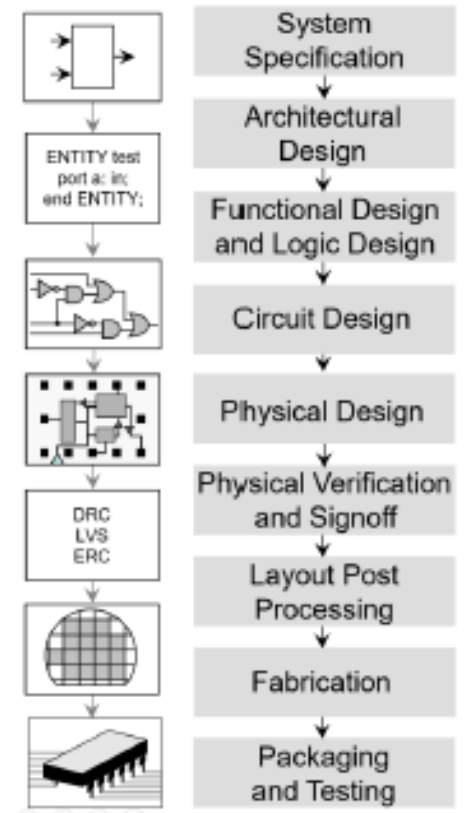 System
Specification
Architectural
Design
ENTITY test
port a: in;
end ENTITY;
Functional Design
and Logic Design
Circuit Design
Physical Design
Physical Verification
and Signoff
DRC
LVS
ERC
Layout Post
Processing
Fabrication
Packaging
and Testing